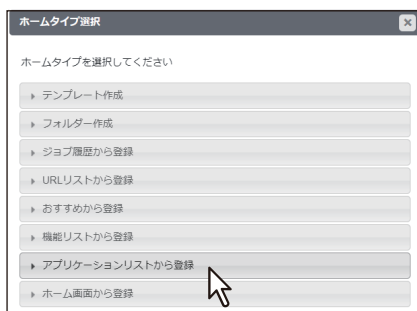 ホームタイプ選択
ホームタイプを選択してください
テンプレート作成
フォルダー作成
ジョブ履歴から登録
URLリストから登録
おすすめから登録
機能リストから登録
アプリケーションリストから登録
ホーム画面から登録